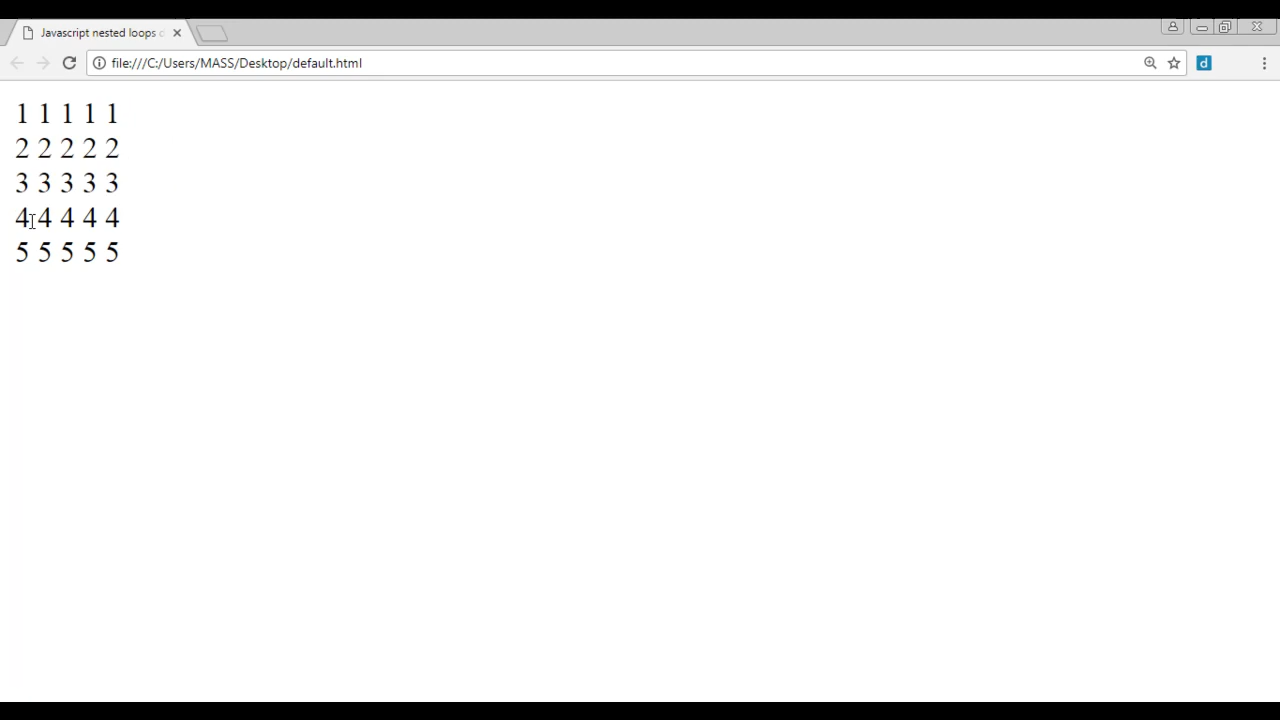 Javascript nested loops
file:///C:/Users/MASS/Desktop/default.html
d
1 1 1 1 1
2 2 2 2 2
3 3 3 3 3
4 4 4 4 4
5 5 5 5 5